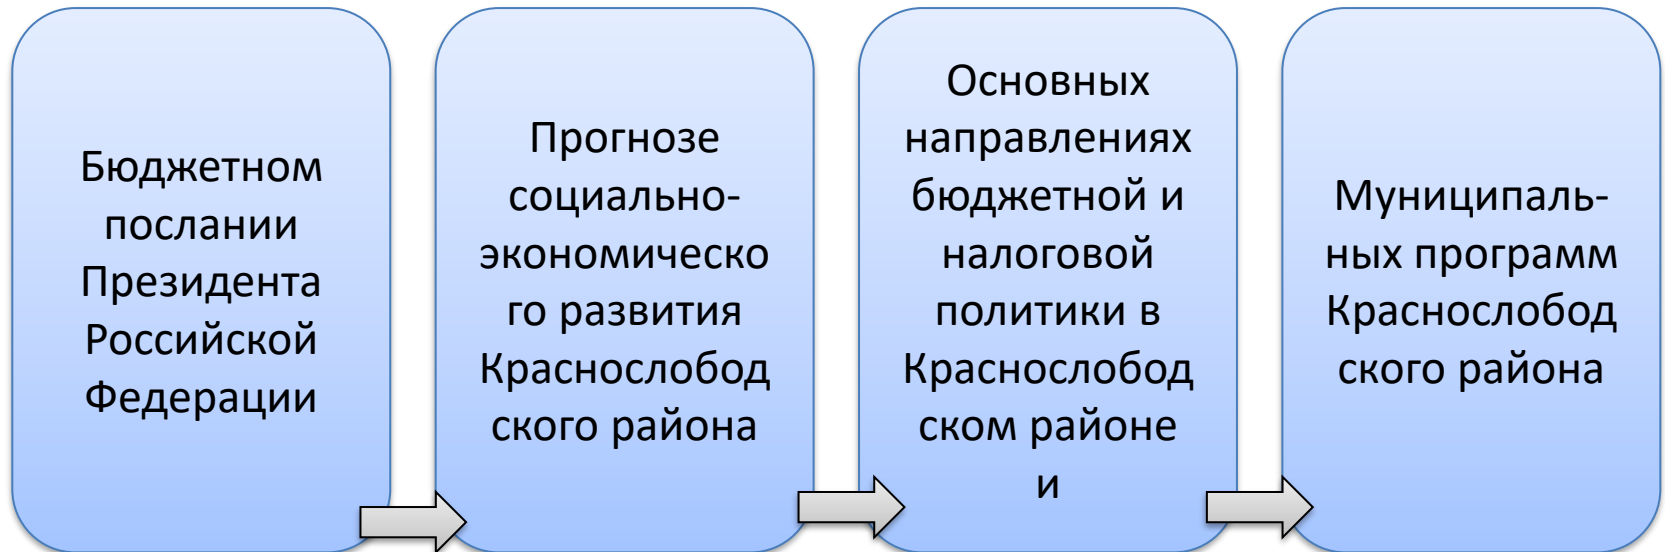 Бюджетном
послании
Президента
Российской
Федерации
Прогнозе
социально-
экономическо
го развития
Краснослобод
ского района
Основных
направлениях
бюджетной и
налоговой
политики в
Краснослобод
ском районе
и
Муниципаль-
ных программ
Краснослобод
ского района